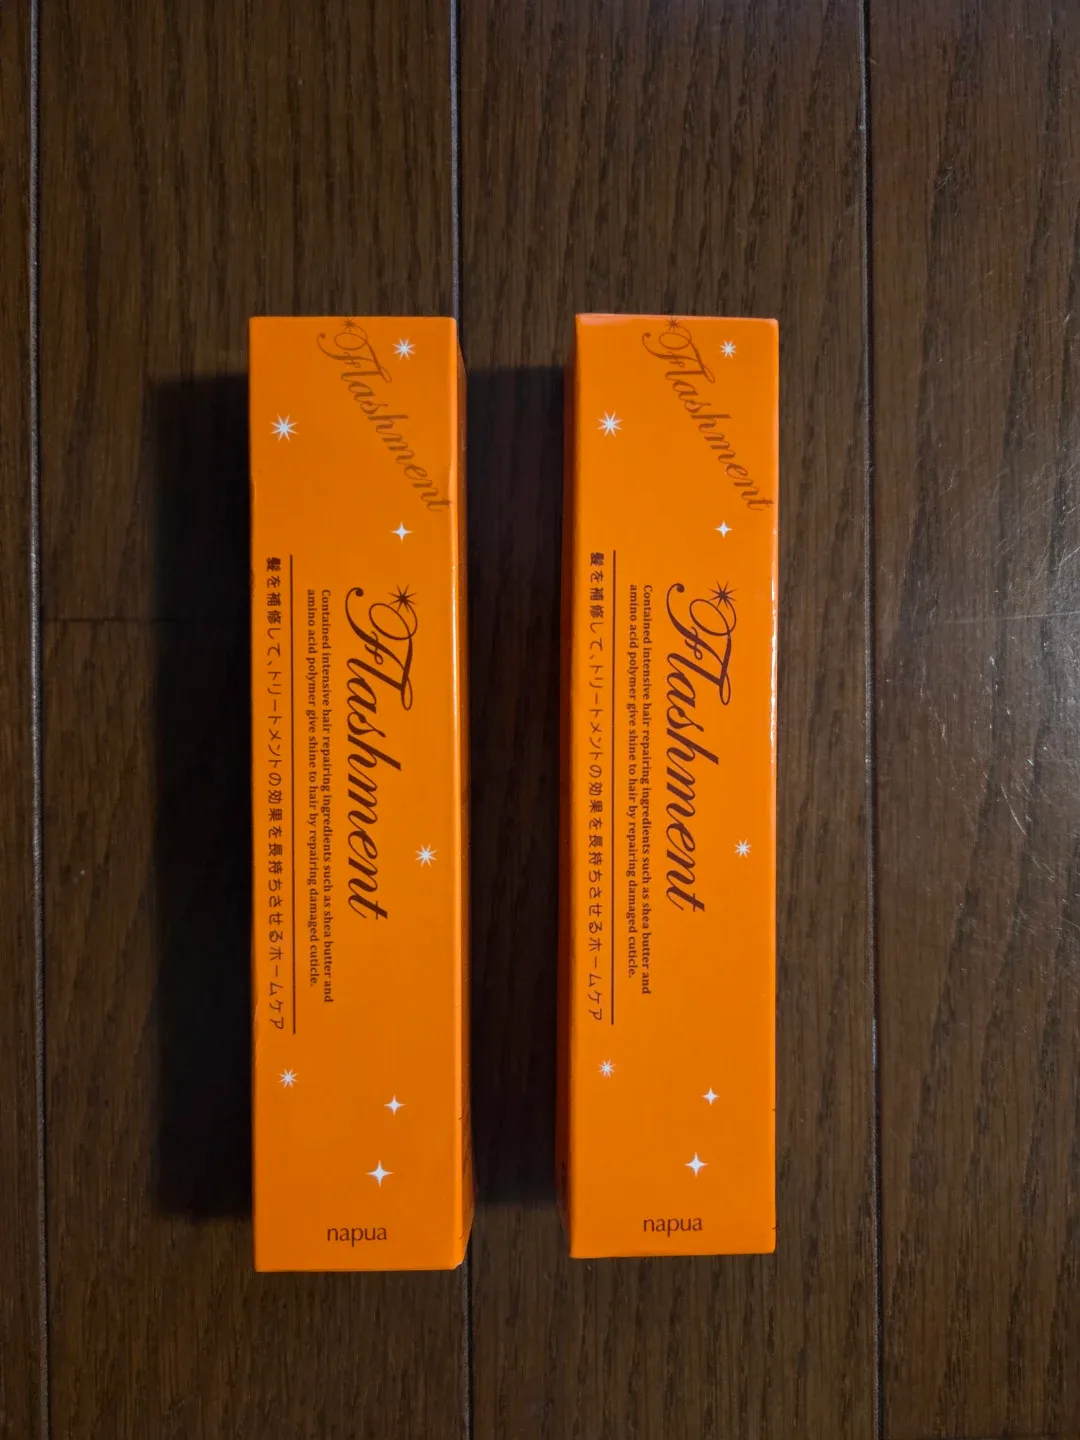 Flashment
Flashment
Contained intensive hair repairing ingredients such as shea butter and
amino acid polymer give shine to hair by repairing damaged cuticle.
髪を補修して、トリートメントの効果を長持ちさせるホームケア
napua
Flashment
Flashment
Contained intensive hair repairing ingredients such as shea butter and
amino acid polymer give shine to hair by repairing damaged cuticle.
髪を補修して、トリートメントの効果を長持ちさせるホームケア
napua